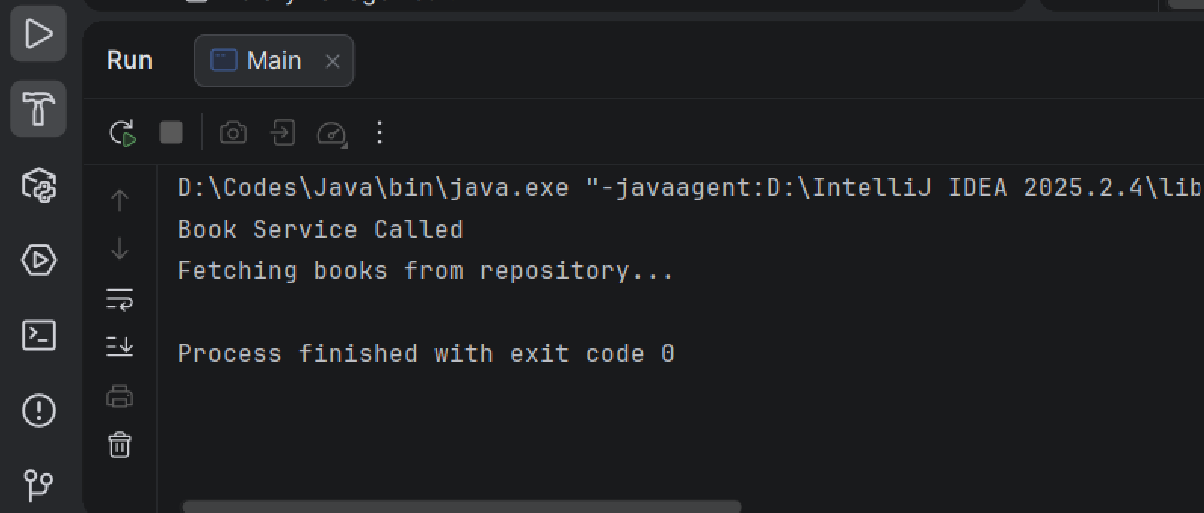 Run Main
D:\Codes\Java\bin\java.exe "-javaagent:D:\IntelliJ IDEA 2025.2.4\lib
Book Service Called
Fetching books from repository...
Process finished with exit code 0